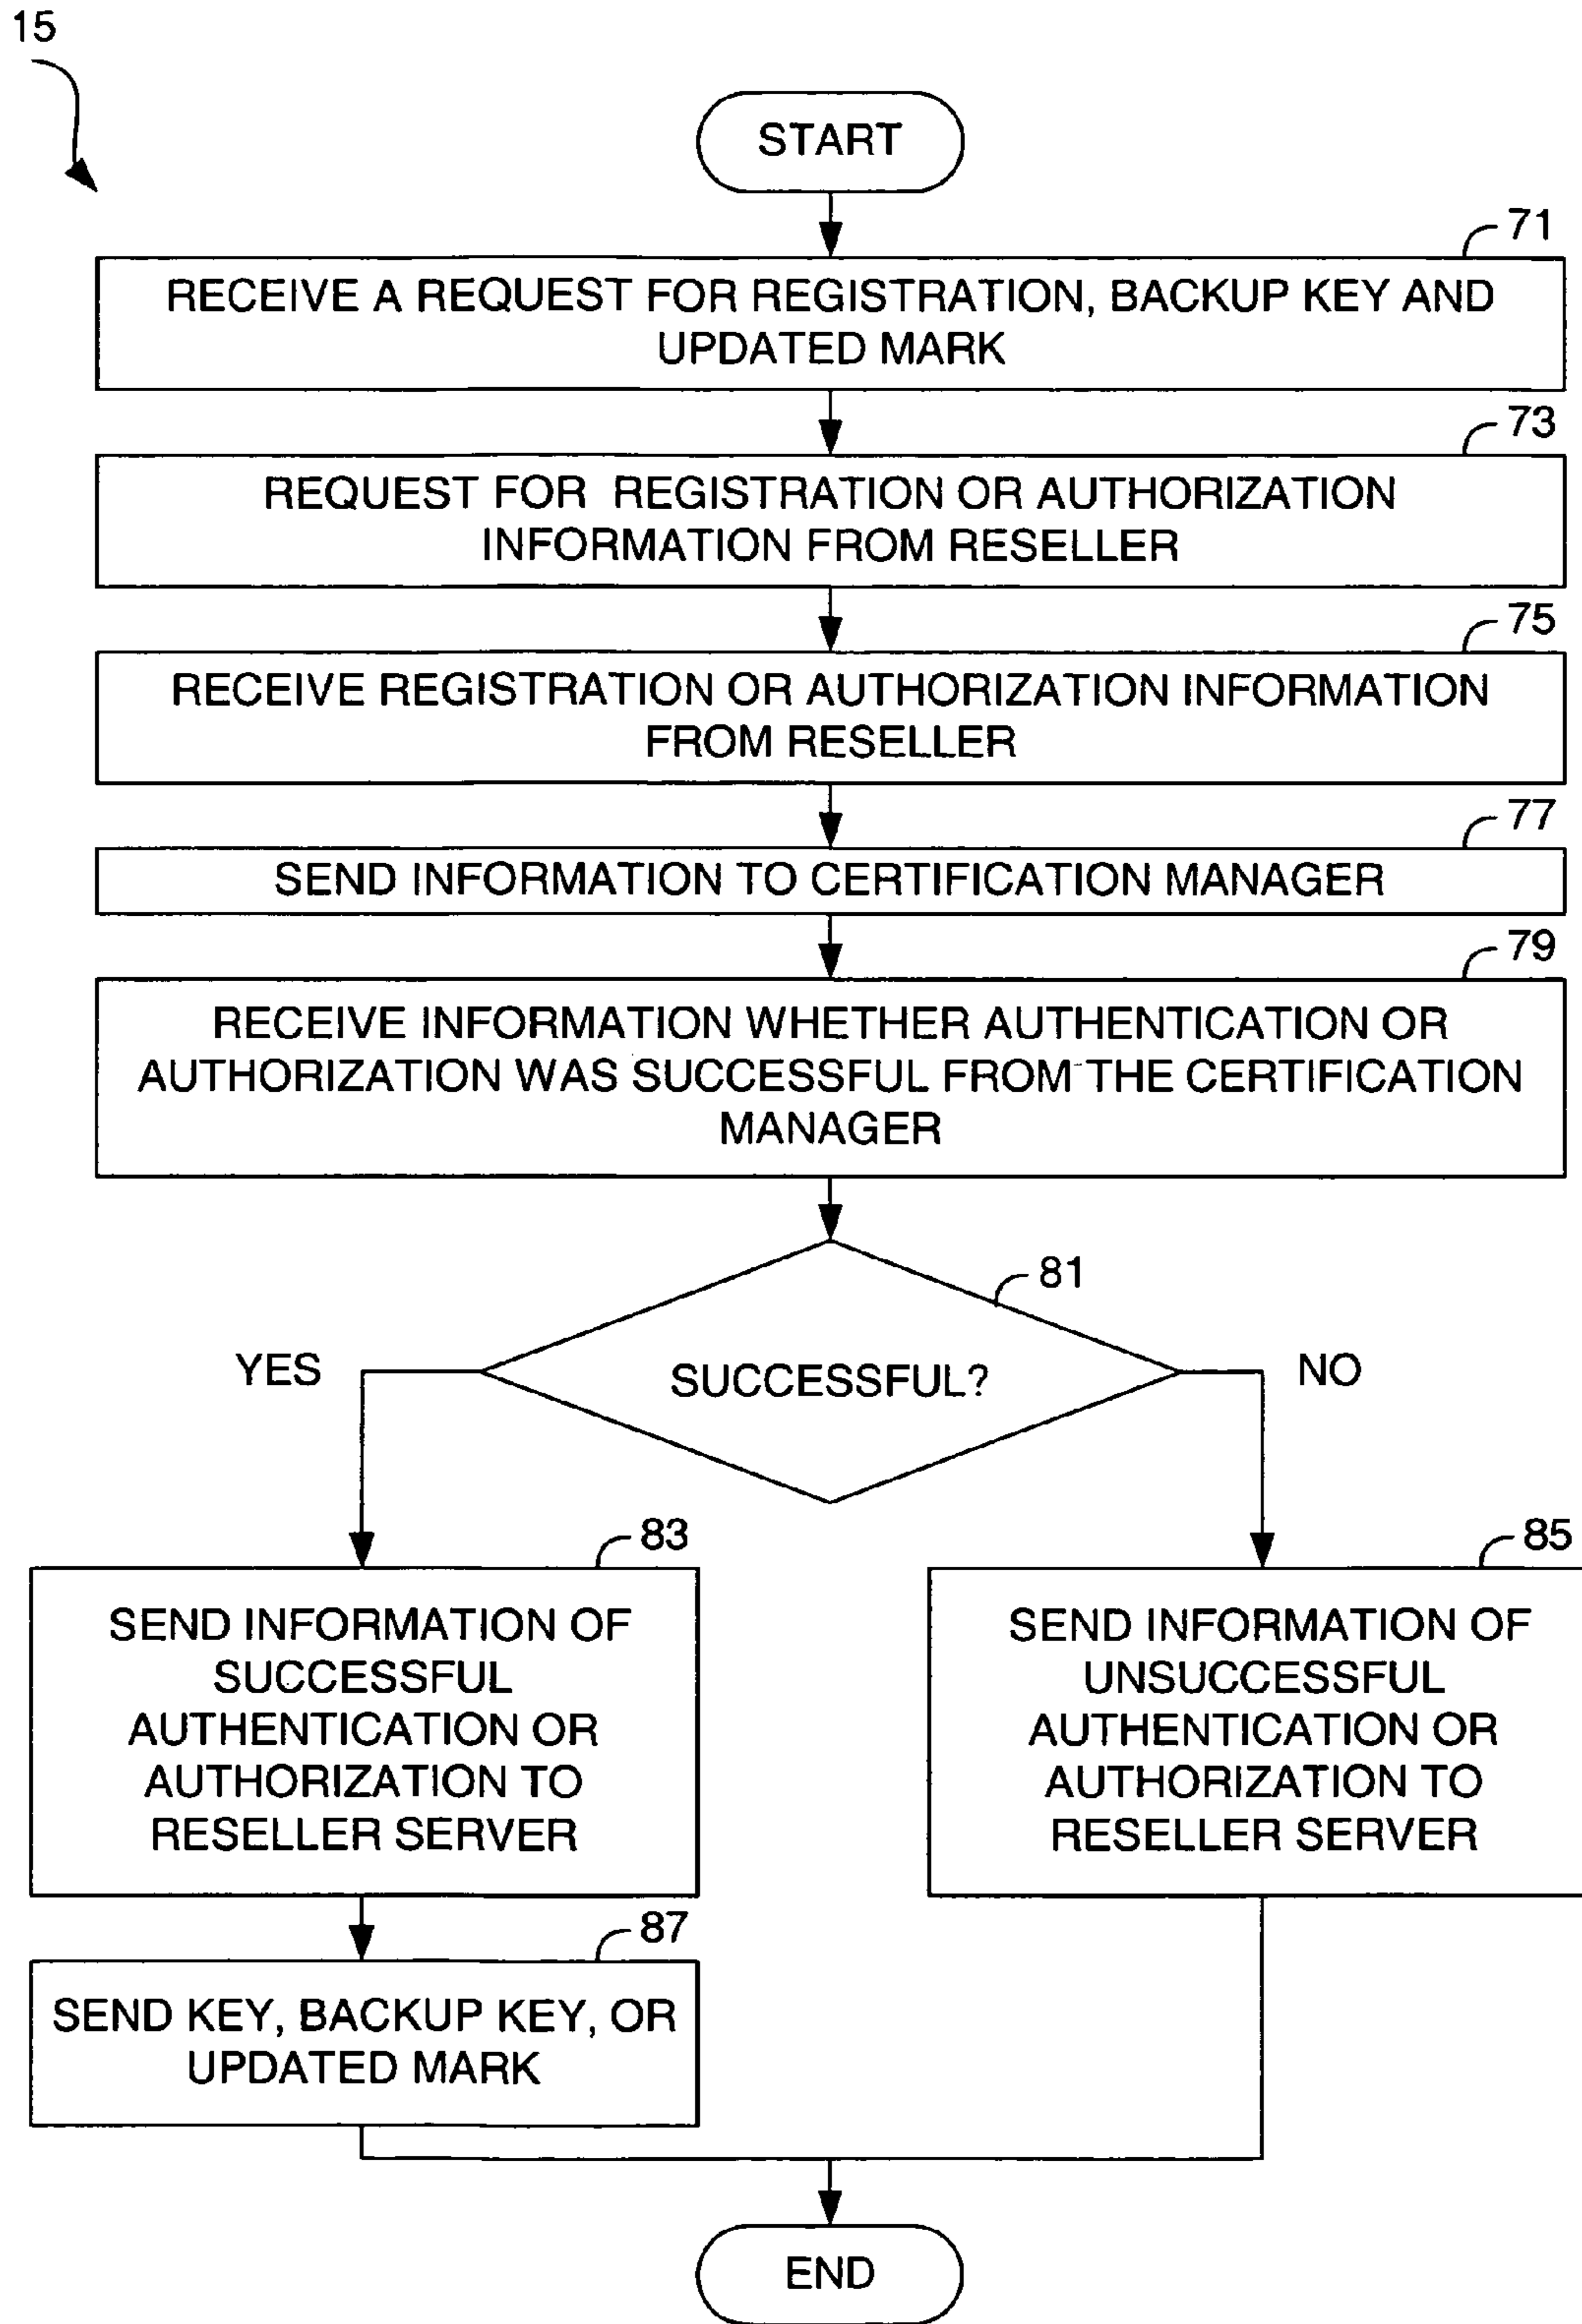 15
START
71
RECEIVE A REQUEST FOR REGISTRATION, BACKUP KEY AND
UPDATED MARK
73
REQUEST FOR REGISTRATION OR AUTHORIZATION
INFORMATION FROM RESELLER
75
RECEIVE REGISTRATION OR AUTHORIZATION INFORMATION
FROM RESELLER
77
SEND INFORMATION TO CERTIFICATION MANAGER
79
RECEIVE INFORMATION WHETHER AUTHENTICATION OR
AUTHORIZATION WAS SUCCESSFUL FROM THE CERTIFICATION
MANAGER
81
YES
SUCCESSFUL?
NO
83
SEND INFORMATION OF
SUCCESSFUL
AUTHENTICATION OR
AUTHORIZATION TO
RESELLER SERVER
85
SEND INFORMATION OF
UNSUCCESSFUL
AUTHENTICATION OR
AUTHORIZATION TO
RESELLER SERVER
87
SEND KEY, BACKUP KEY, OR
UPDATED MARK
END